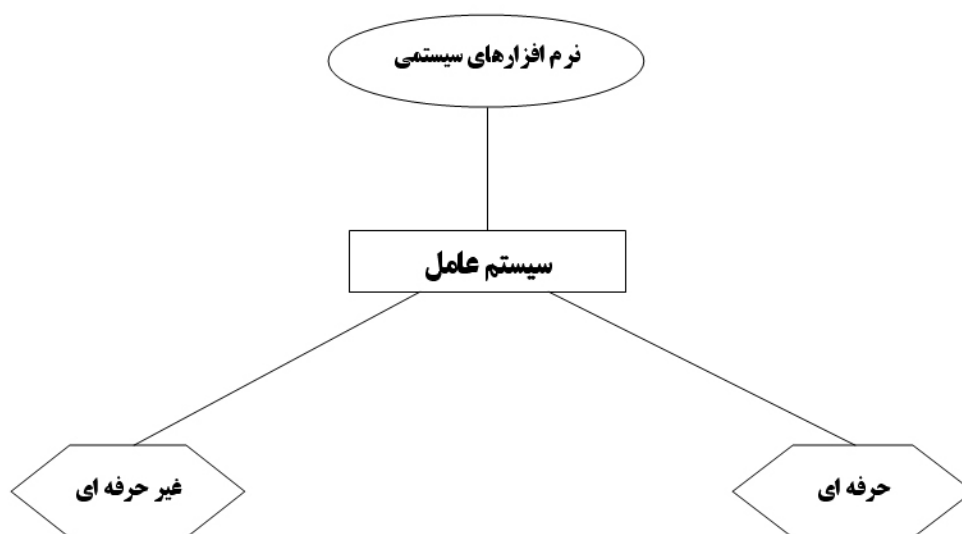 نرم افزارهای سیستمی
سیستم عامل
حرفه ای
غیر حرفه ای